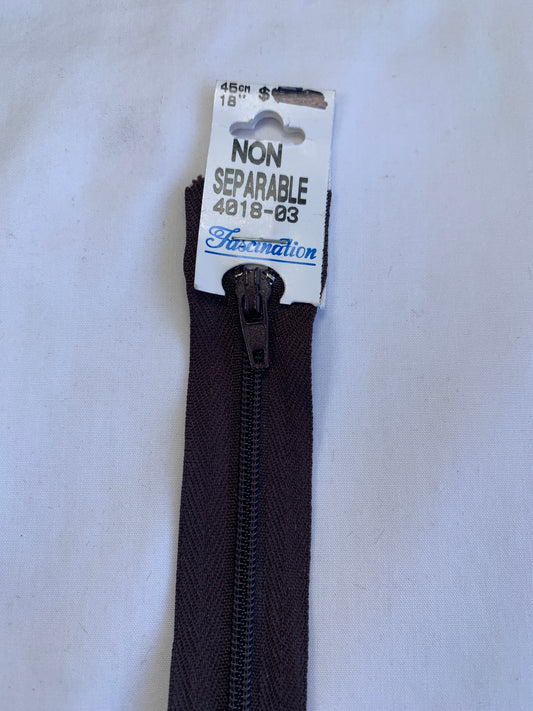 45CM $
18"
NON
SEPARABLE
4018-03
Fascination